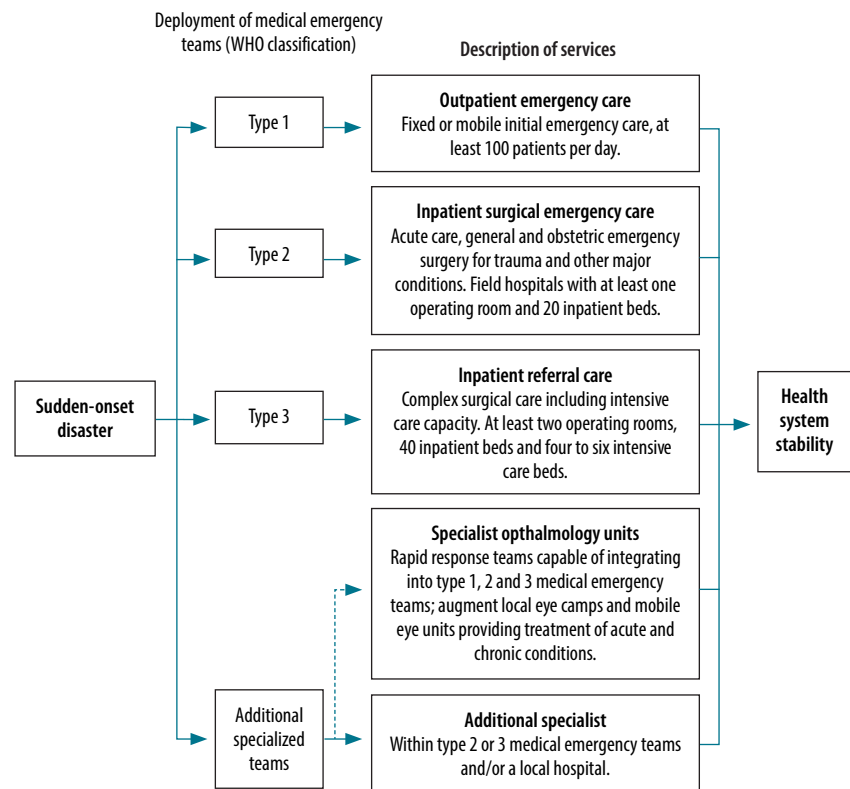 Deployment of medical emergency
teams (WHO classification)
Description of services
Type 1
Outpatient emergency care
Fixed or mobile initial emergency care, at
least 100 patients per day.
Type 2
Inpatient surgical emergency care
Acute care, general and obstetric emergency
surgery for trauma and other major
conditions. Field hospitals with at least one
operating room and 20 inpatient beds.
Sudden-onset
disaster
Type 3
Inpatient referral care
Complex surgical care including intensive
care capacity. At least two operating rooms,
40 inpatient beds and four to six intensive
care beds.
Health
system
stability
Specialist opthalmology units
Rapid response teams capable of integrating
into type 1, 2 and 3 medical emergency
teams; augment local eye camps and mobile
eye units providing treatment of acute and
chronic conditions.
Additional
specialized
teams
Additional specialist
Within type 2 or 3 medical emergency teams
and/or a local hospital.